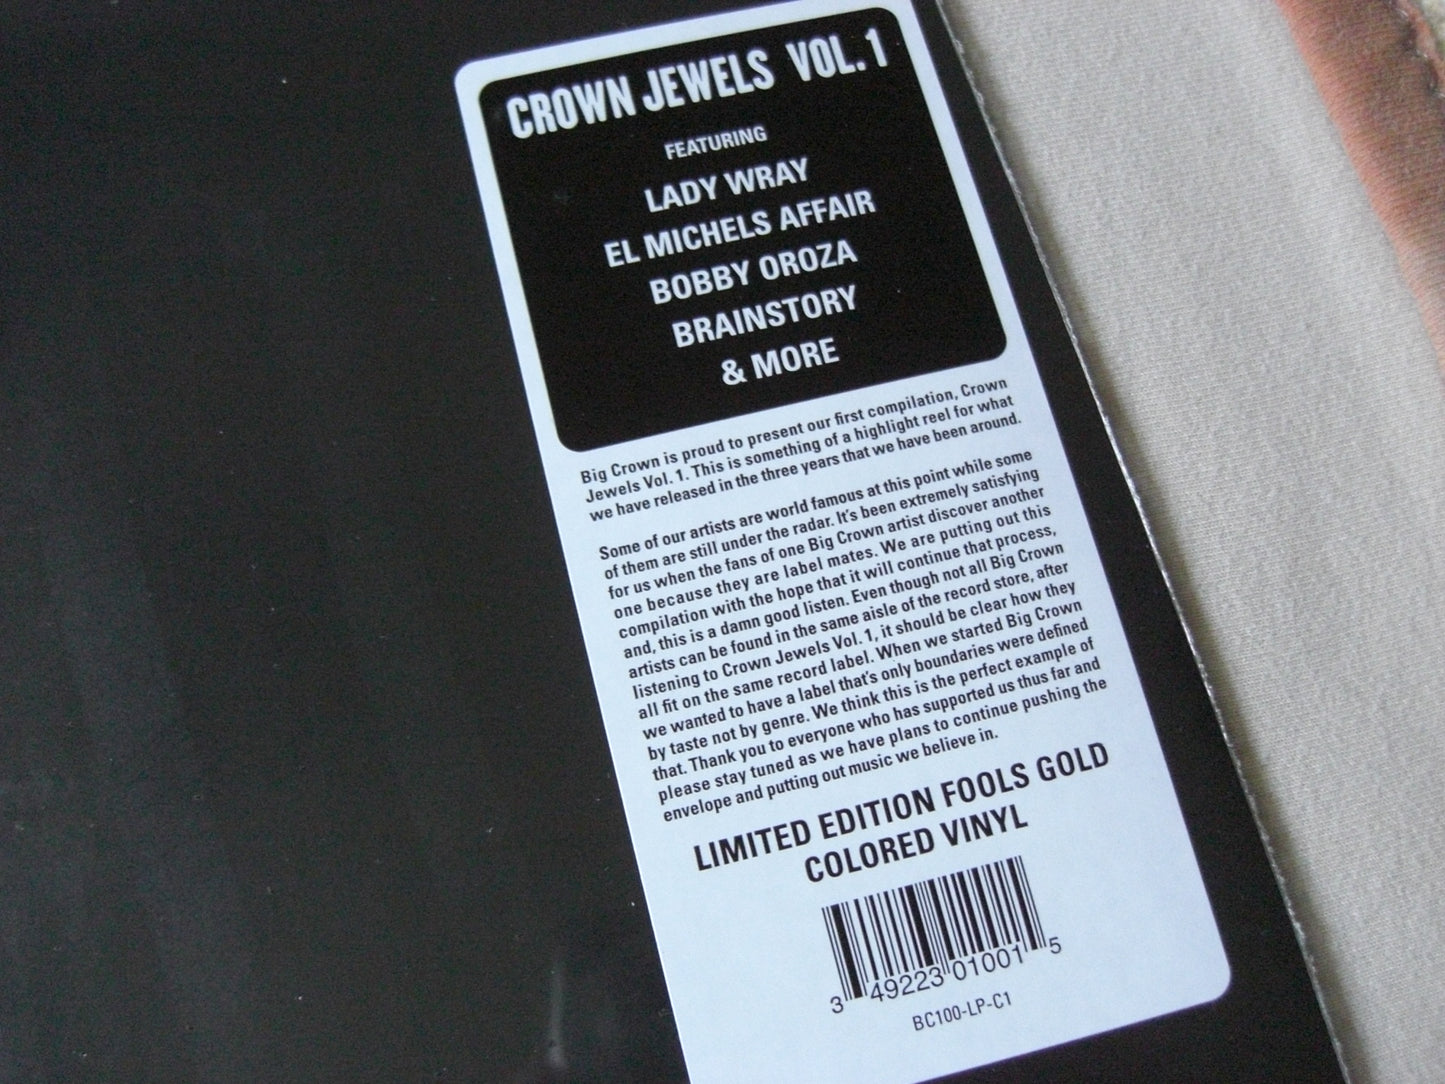 CROWN JEWELS VOL. 1
FEATURING
LADY WRAY
EL MICHELS AFFAIR
BOBBY OROZA
BRAINSTORY
& MORE
Big Crown is proud to present our first compilation, Crown
Jewels Vol. 1. This is something of a highlight reel for what
we have released in the three years that we have been around.
Some of our artists are world famous at this point while some
of them are still under the radar. It's been extremely satisfying
for us when the fans of one Big Crown artist discover another
one because they are label mates. We are putting out this
compilation with the hope that it will continue that process,
and, this is a damn good listen. Even though not all Big Crown
artists can be found in the same aisle of the record store, after
listening to Crown Jewels Vol. 1, it should be clear how they
all fit on the same record label. When we started Big Crown
we wanted to have a label that's only boundaries were defined
by taste not by genre. We think this is the perfect example of
that. Thank you to everyone who has supported us thus far and
please stay tuned as we have plans to continue pushing the
envelope and putting out music we believe in.
LIMITED EDITION FOOLS GOLD
COLORED VINYL
3 49223 01001 5
BC100-LP-C1